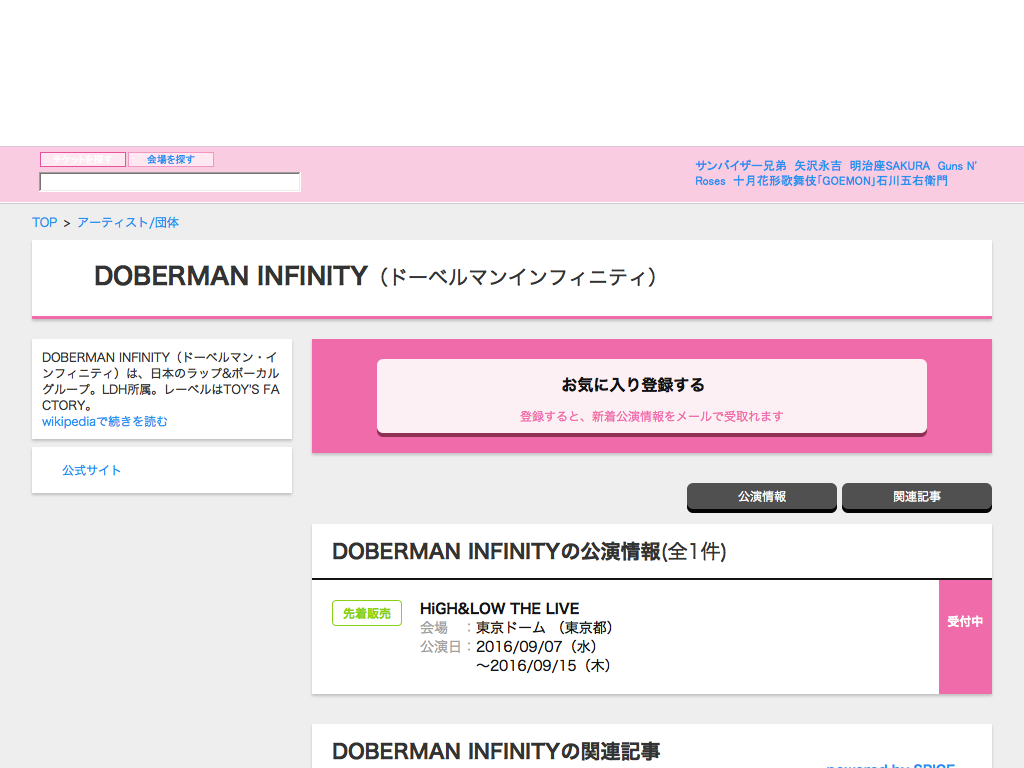 チケットを探す 会場を探す
サンバイザー兄弟 矢沢永吉 明治座SAKURA Guns N'
Roses 十月花形歌舞伎「GOEMON」石川五右衛門
TOP > アーティスト/団体
DOBERMAN INFINITY（ドーベルマンインフィニティ）
DOBERMAN INFINITY（ドーベルマン・イ
ンフィニティ）は、日本のラップ&ボーカル
グループ。LDH所属。レーベルはTOY'S FA
CTORY。
wikipediaで続きを読む
公式サイト
お気に入り登録する
登録すると、新着公演情報をメールで受取れます
公演情報 関連記事
DOBERMAN INFINITYの公演情報(全1件)
先着販売
HiGH&LOW THE LIVE
会場 ：東京ドーム （東京都）
公演日：2016/09/07（水）
～2016/09/15（木）
受付中
DOBERMAN INFINITYの関連記事
powered by SPICE